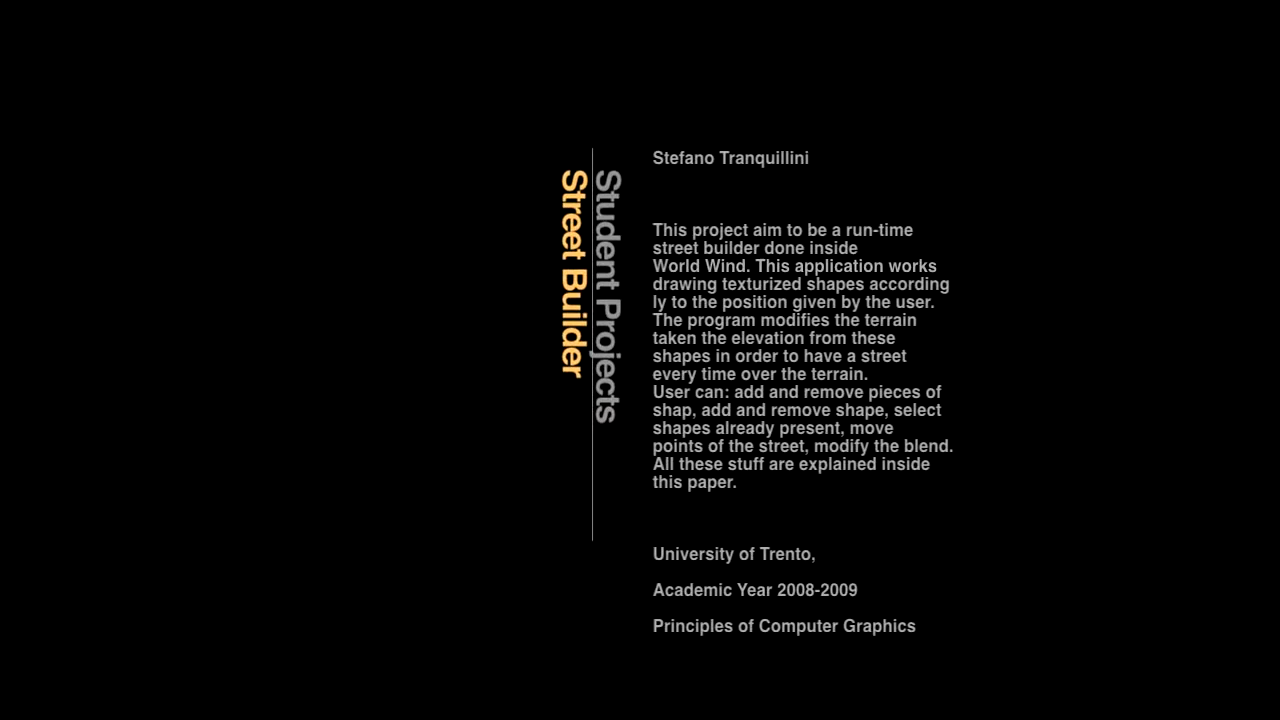 Student Projects
Street Builder
Stefano Tranquillini
This project aim to be a run-time
street builder done inside
World Wind. This application works
drawing texturized shapes according
ly to the position given by the user.
The program modifies the terrain
taken the elevation from these
shapes in order to have a street
every time over the terrain.
User can: add and remove pieces of
shap, add and remove shape, select
shapes already present, move
points of the street, modify the blend.
All these stuff are explained inside
this paper.
University of Trento,
Academic Year 2008-2009
Principles of Computer Graphics